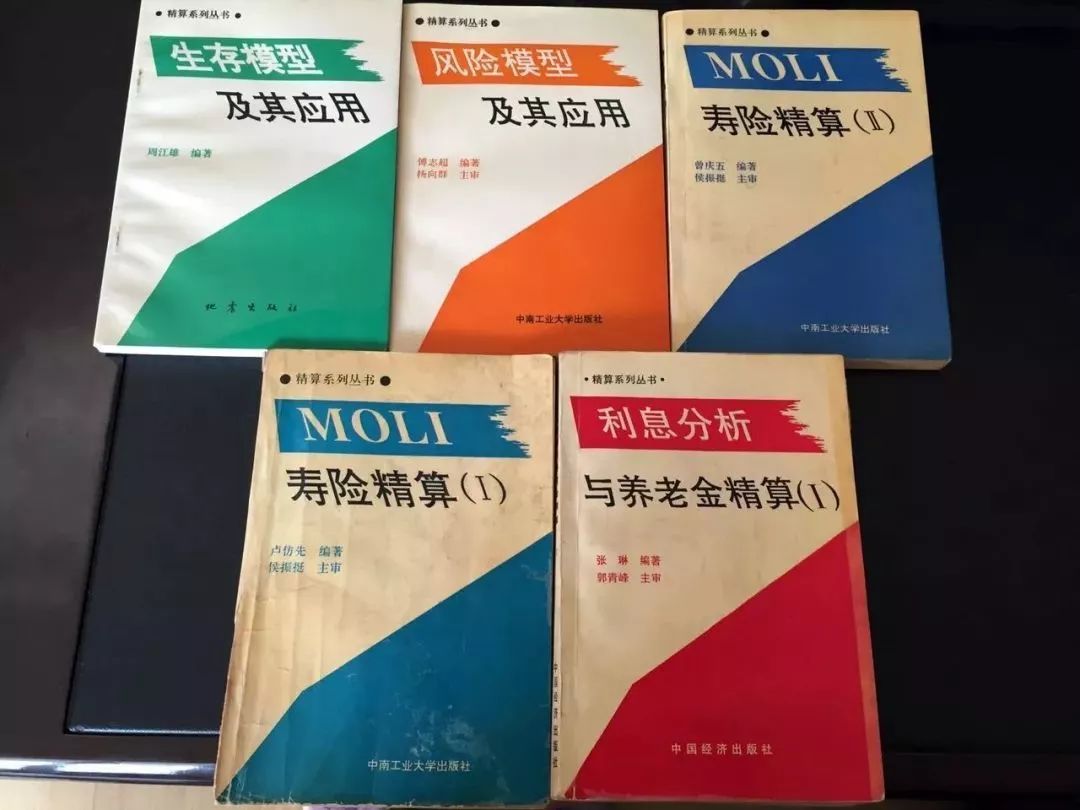 ●精算系列丛书●
生存模型
及其应用
周江雄 编著
地震出版社
●精算系列丛书●
风险模型
及其应用
傅志超 编著
杨向群 主审
中南工业大学出版社
●精算系列丛书●
MOLI
寿险精算(Ⅱ)
曾庆五 编著
侯振挺 主审
中南工业大学出版社
●精算系列丛书●
MOLI
寿险精算(Ⅰ)
卢仿先 编著
侯振挺 主审
中南工业大学出版社
•精算系列丛书•
利息分析
与养老金精算(Ⅰ)
张琳 编著
郭青峰 主审
中国经济出版社
中国经济出版社